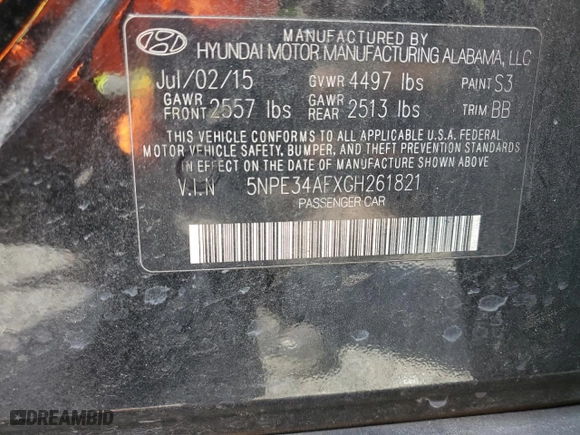 MANUFACTURED BY
HYUNDAI MOTOR MANUFACTURING ALABAMA, LLC
Jul/02/15 GVWR 4497 lbs PAINT S3
GAWR FRONT 2557 lbs GAWR REAR 2513 lbs TRIM BB
THIS VEHICLE CONFORMS TO ALL APPLICABLE U.S.A. FEDERAL
MOTOR VEHICLE SAFETY, BUMPER, AND THEFT PREVENTION STANDARDS
IN EFFECT ON THE DATE OF MANUFACTURE SHOWN ABOVE
V.I.N 5NPE34AFXGH261821
PASSENGER CAR
DREAMBID